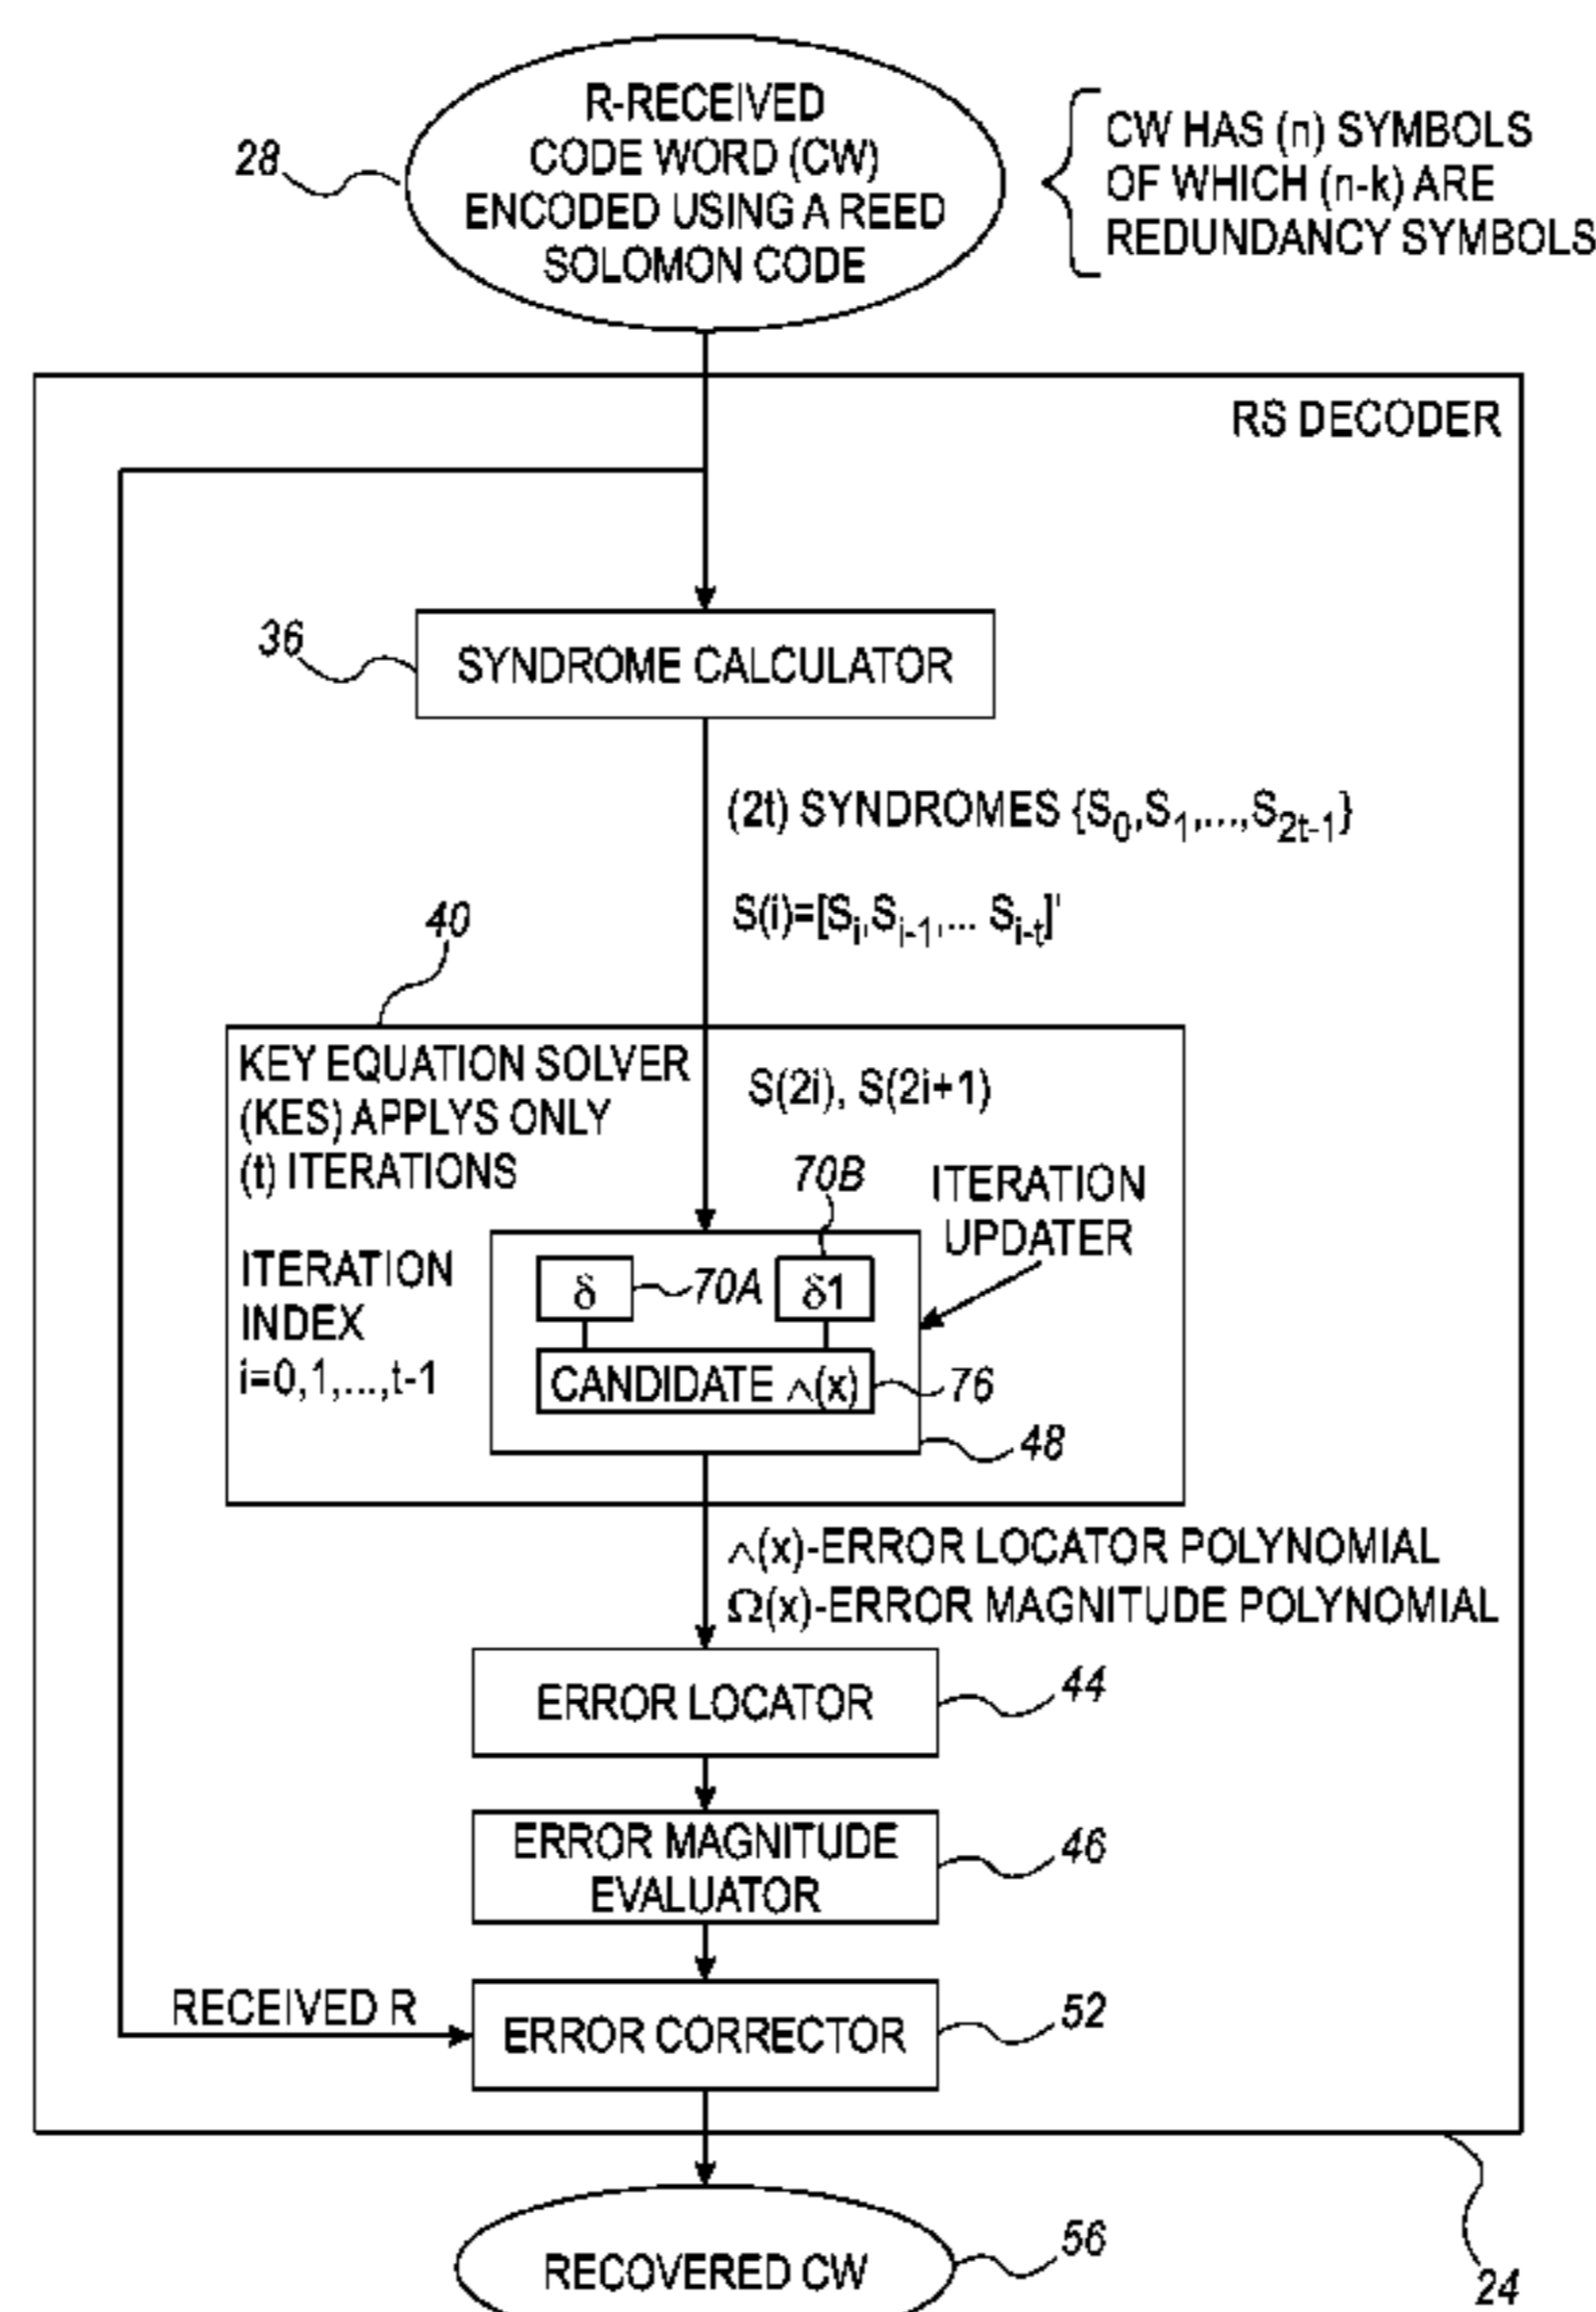 R-RECEIVED
CODE WORD (CW)
ENCODED USING A REED
SOLOMON CODE
28
CW HAS (n) SYMBOLS
OF WHICH (n-k) ARE
REDUNDANCY SYMBOLS
RS DECODER
36
SYNDROME CALCULATOR
(2t) SYNDROMES {S0,S1,...,S2t-1}
S(i)=[Si,Si-1,... Si-t]'
40
KEY EQUATION SOLVER
(KES) APPLYS ONLY
(t) ITERATIONS
S(2i), S(2i+1)
70B
ITERATION
UPDATER
ITERATION
INDEX
i=0,1,...,t-1
δ
70A
δ1
CANDIDATE ∧(x)
76
48
∧(x)-ERROR LOCATOR POLYNOMIAL
Ω(x)-ERROR MAGNITUDE POLYNOMIAL
ERROR LOCATOR
44
ERROR MAGNITUDE
EVALUATOR
46
RECEIVED R
ERROR CORRECTOR
52
RECOVERED CW
56
24